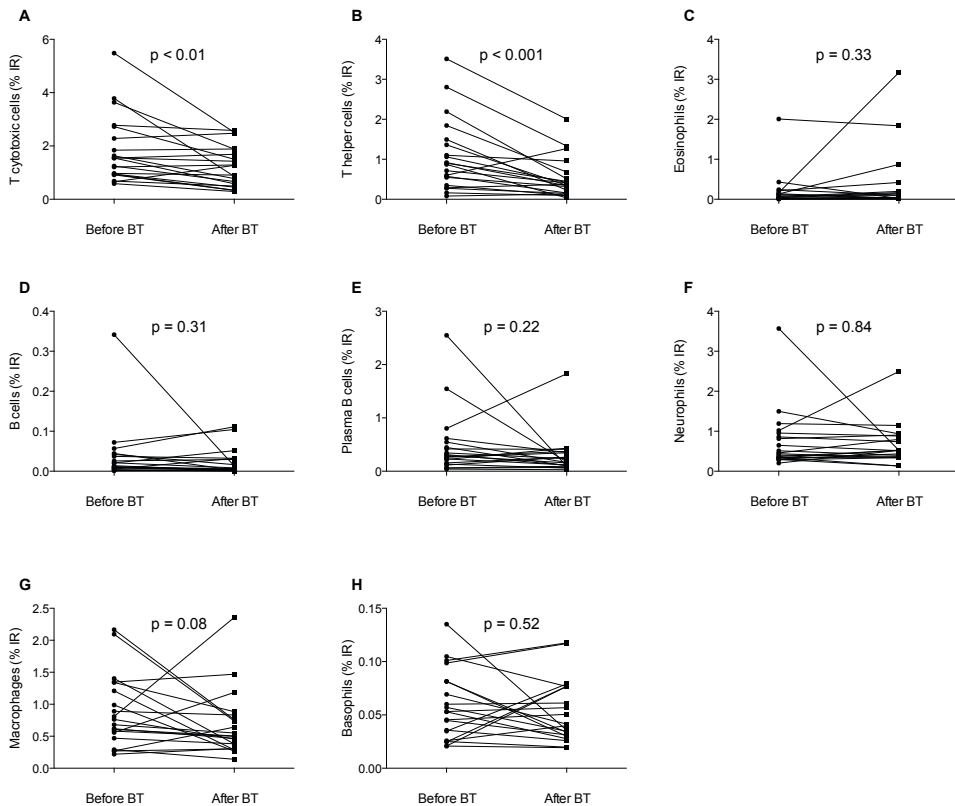 A
B
C
p < 0.01
p < 0.001
p = 0.33
T cytotoxic cells (% IR)
6
4
2
0
Before BT
After BT
T helper cells (% IR)
4
3
2
1
0
Before BT
After BT
Eosinophils (% IR)
4
3
2
1
0
Before BT
After BT
D
E
F
p = 0.31
p = 0.22
p = 0.84
B cells (% IR)
0.4
0.3
0.2
0.1
0.0
Before BT
After BT
Plasma B cells (% IR)
3
2
1
0
Before BT
After BT
Neurophils (% IR)
4
3
2
1
0
Before BT
After BT
G
H
p = 0.08
p = 0.52
Macrophages (% IR)
2.5
2.0
1.5
1.0
0.5
0.0
Before BT
After BT
Basophils (% IR)
0.15
0.10
0.05
0.00
Before BT
After BT